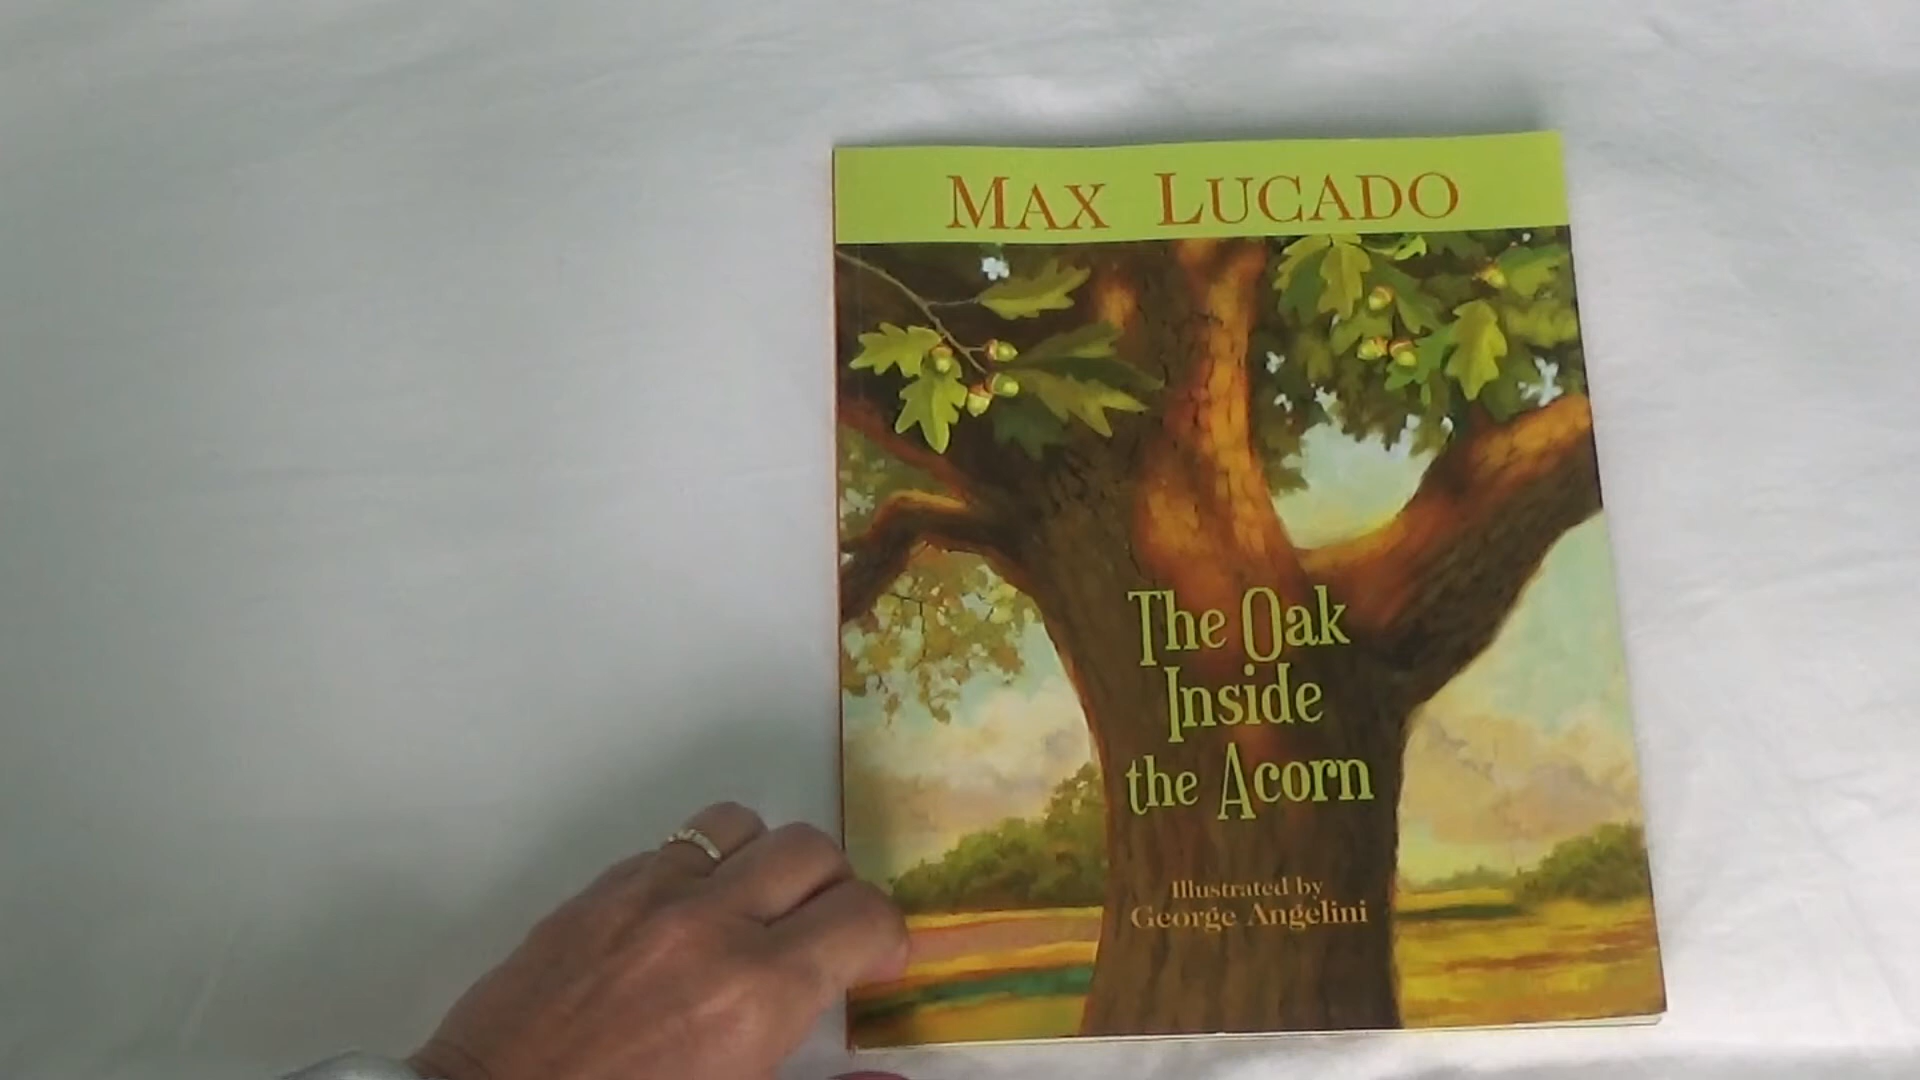 MAX LUCADO
The Oak
Inside
the Acorn
Illustrated by
George Angelini